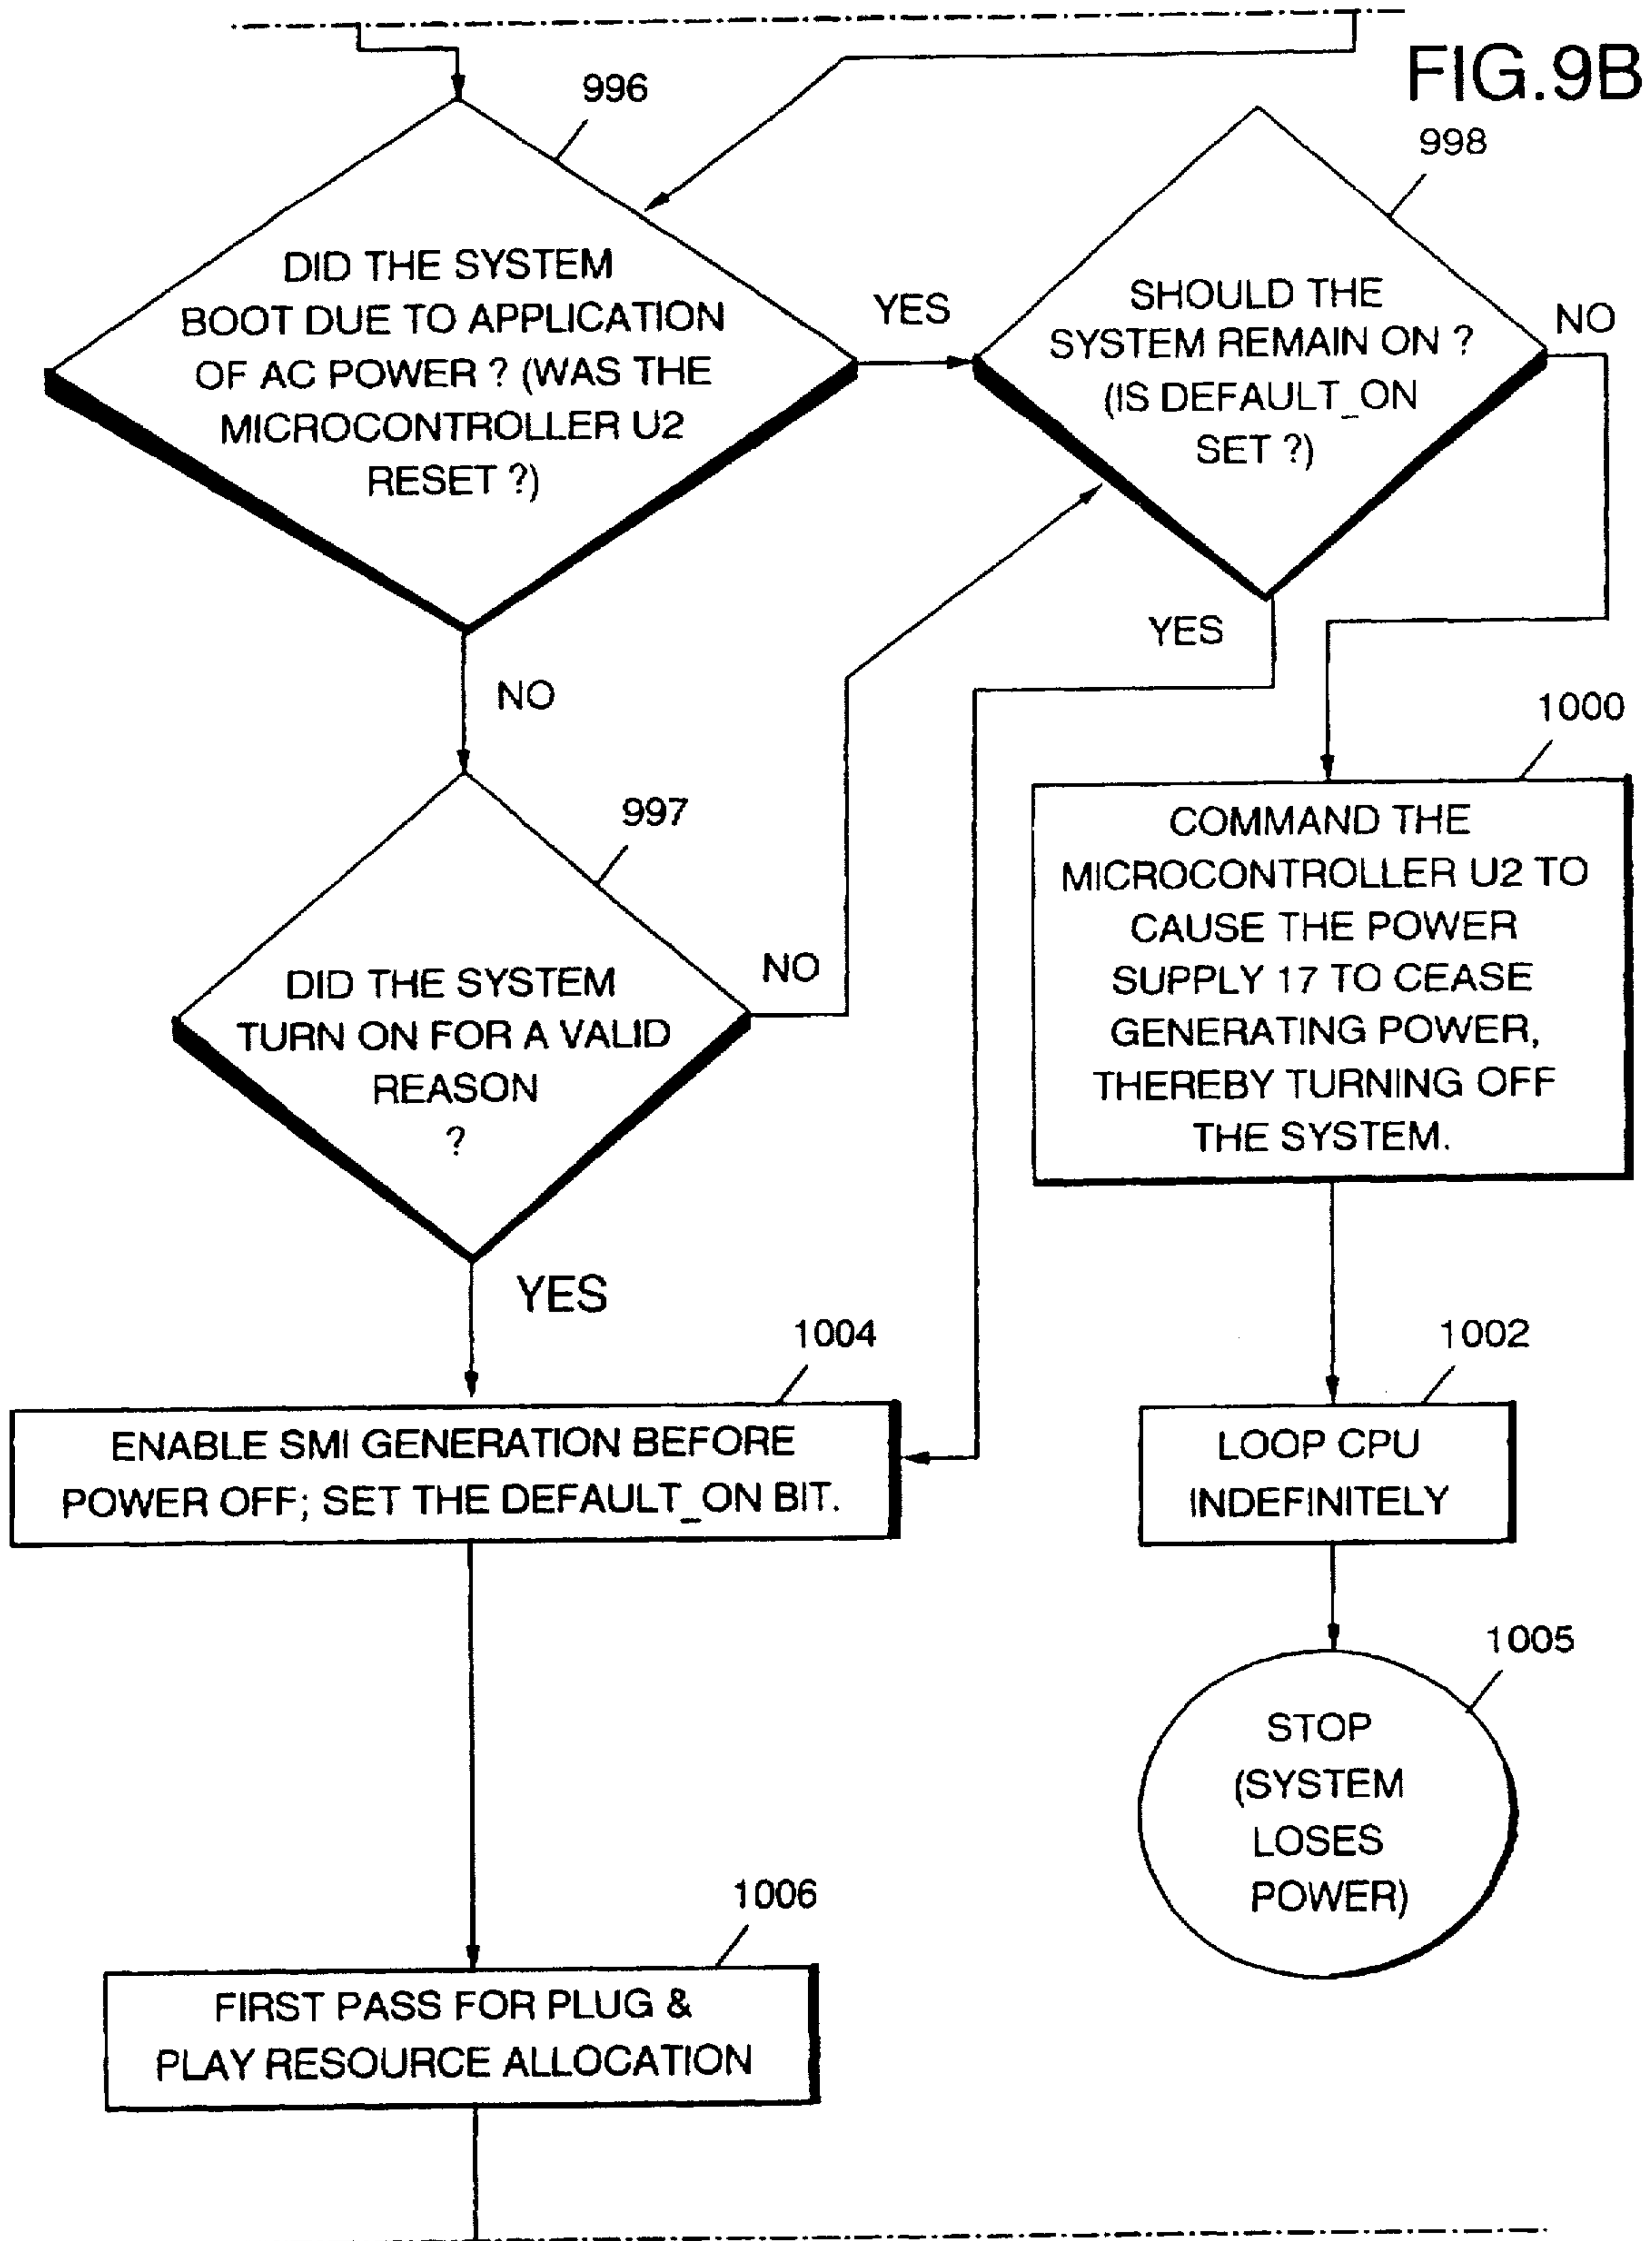 FIG.9B
996
DID THE SYSTEM
BOOT DUE TO APPLICATION
OF AC POWER ? (WAS THE
MICROCONTROLLER U2
RESET ?)
YES
NO
998
SHOULD THE
SYSTEM REMAIN ON ?
(IS DEFAULT_ON
SET ?)
NO
YES
997
DID THE SYSTEM
TURN ON FOR A VALID
REASON
?
NO
YES
1000
COMMAND THE
MICROCONTROLLER U2 TO
CAUSE THE POWER
SUPPLY 17 TO CEASE
GENERATING POWER,
THEREBY TURNING OFF
THE SYSTEM.
1004
ENABLE SMI GENERATION BEFORE
POWER OFF; SET THE DEFAULT_ON BIT.
1002
LOOP CPU
INDEFINITELY
1005
STOP
(SYSTEM
LOSES
POWER)
1006
FIRST PASS FOR PLUG &
PLAY RESOURCE ALLOCATION